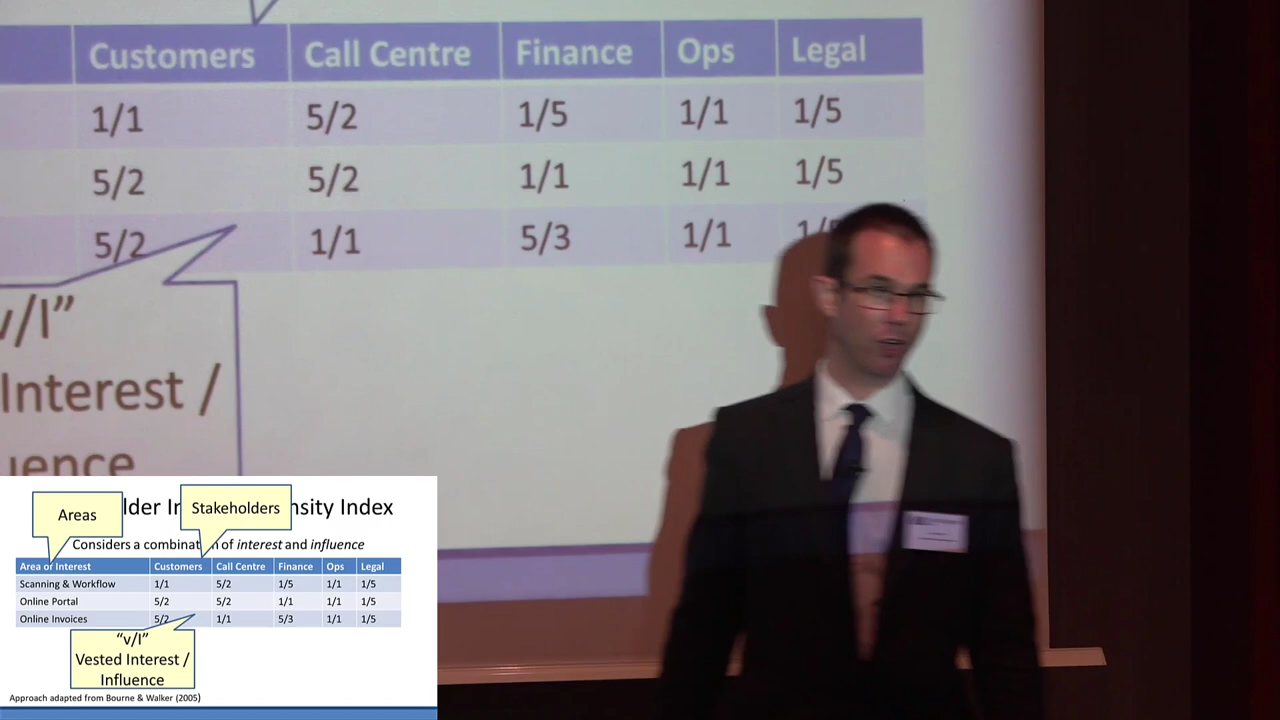 Customers Call Centre Finance Ops Legal
1/1 5/2 1/5 1/1 1/5
5/2 5/2 1/1 1/1 1/5
5/2 1/1 5/3 1/1
v/I”
Interest /
uence
Areas
Stakeholders
lder In nsity Index
Considers a combination of interest and influence
Area of Interest Customers Call Centre Finance Ops Legal
Scanning & Workflow 1/1 5/2 1/5 1/1 1/5
Online Portal 5/2 5/2 1/1 1/1 1/5
Online Invoices 5/2 1/1 5/3 1/1 1/5
“v/I”
Vested Interest /
Influence
Approach adapted from Bourne & Walker (2005)